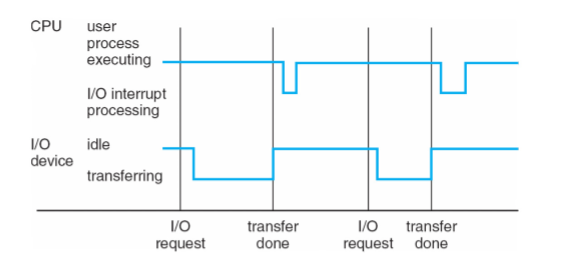 CPU
user
process
executing
I/O interrupt
processing
I/O
device
idle
transferring
I/O
request
transfer
done
I/O
request
transfer
done